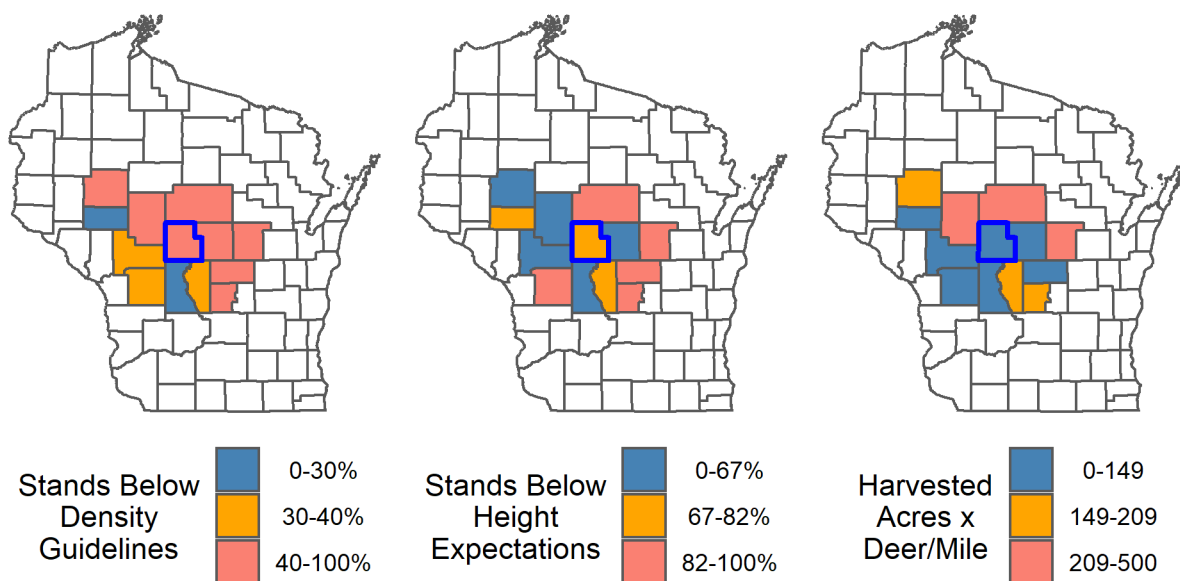 Stands Below
Density
Guidelines
0-30%
30-40%
40-100%
Stands Below
Height
Expectations
0-67%
67-82%
82-100%
Harvested
Acres x
Deer/Mile
0-149
149-209
209-500